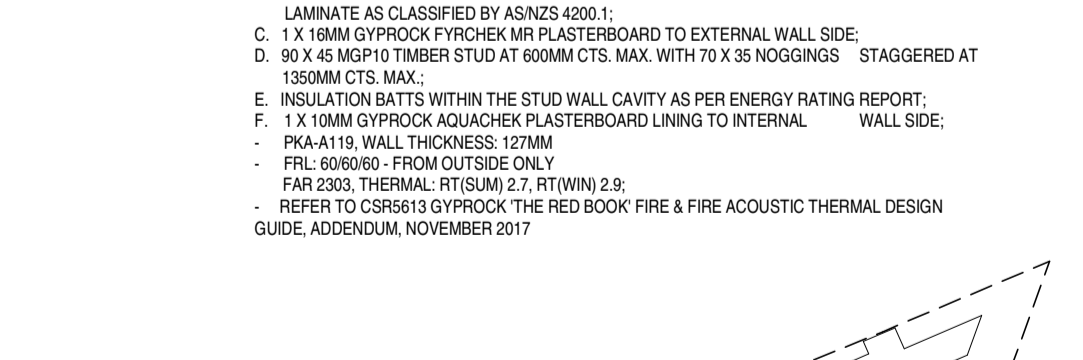 LAMINATE AS CLASSIFIED BY AS/NZS 4200.1;
C. 1 X 16MM GYPROCK FYRCHEK MR PLASTERBOARD TO EXTERNAL WALL SIDE;
D. 90 X 45 MGP10 TIMBER STUD AT 600MM CTS. MAX. WITH 70 X 35 NOGGINGS STAGGERED AT
1350MM CTS. MAX.;
E. INSULATION BATTS WITHIN THE STUD WALL CAVITY AS PER ENERGY RATING REPORT;
F. 1 X 10MM GYPROCK AQUACHEK PLASTERBOARD LINING TO INTERNAL WALL SIDE;
- PKA-A119, WALL THICKNESS: 127MM
- FRL: 60/60/60 - FROM OUTSIDE ONLY
FAR 2303, THERMAL: RT(SUM) 2.7, RT(WIN) 2.9;
- REFER TO CSR5613 GYPROCK 'THE RED BOOK' FIRE & FIRE ACOUSTIC THERMAL DESIGN
GUIDE, ADDENDUM, NOVEMBER 2017